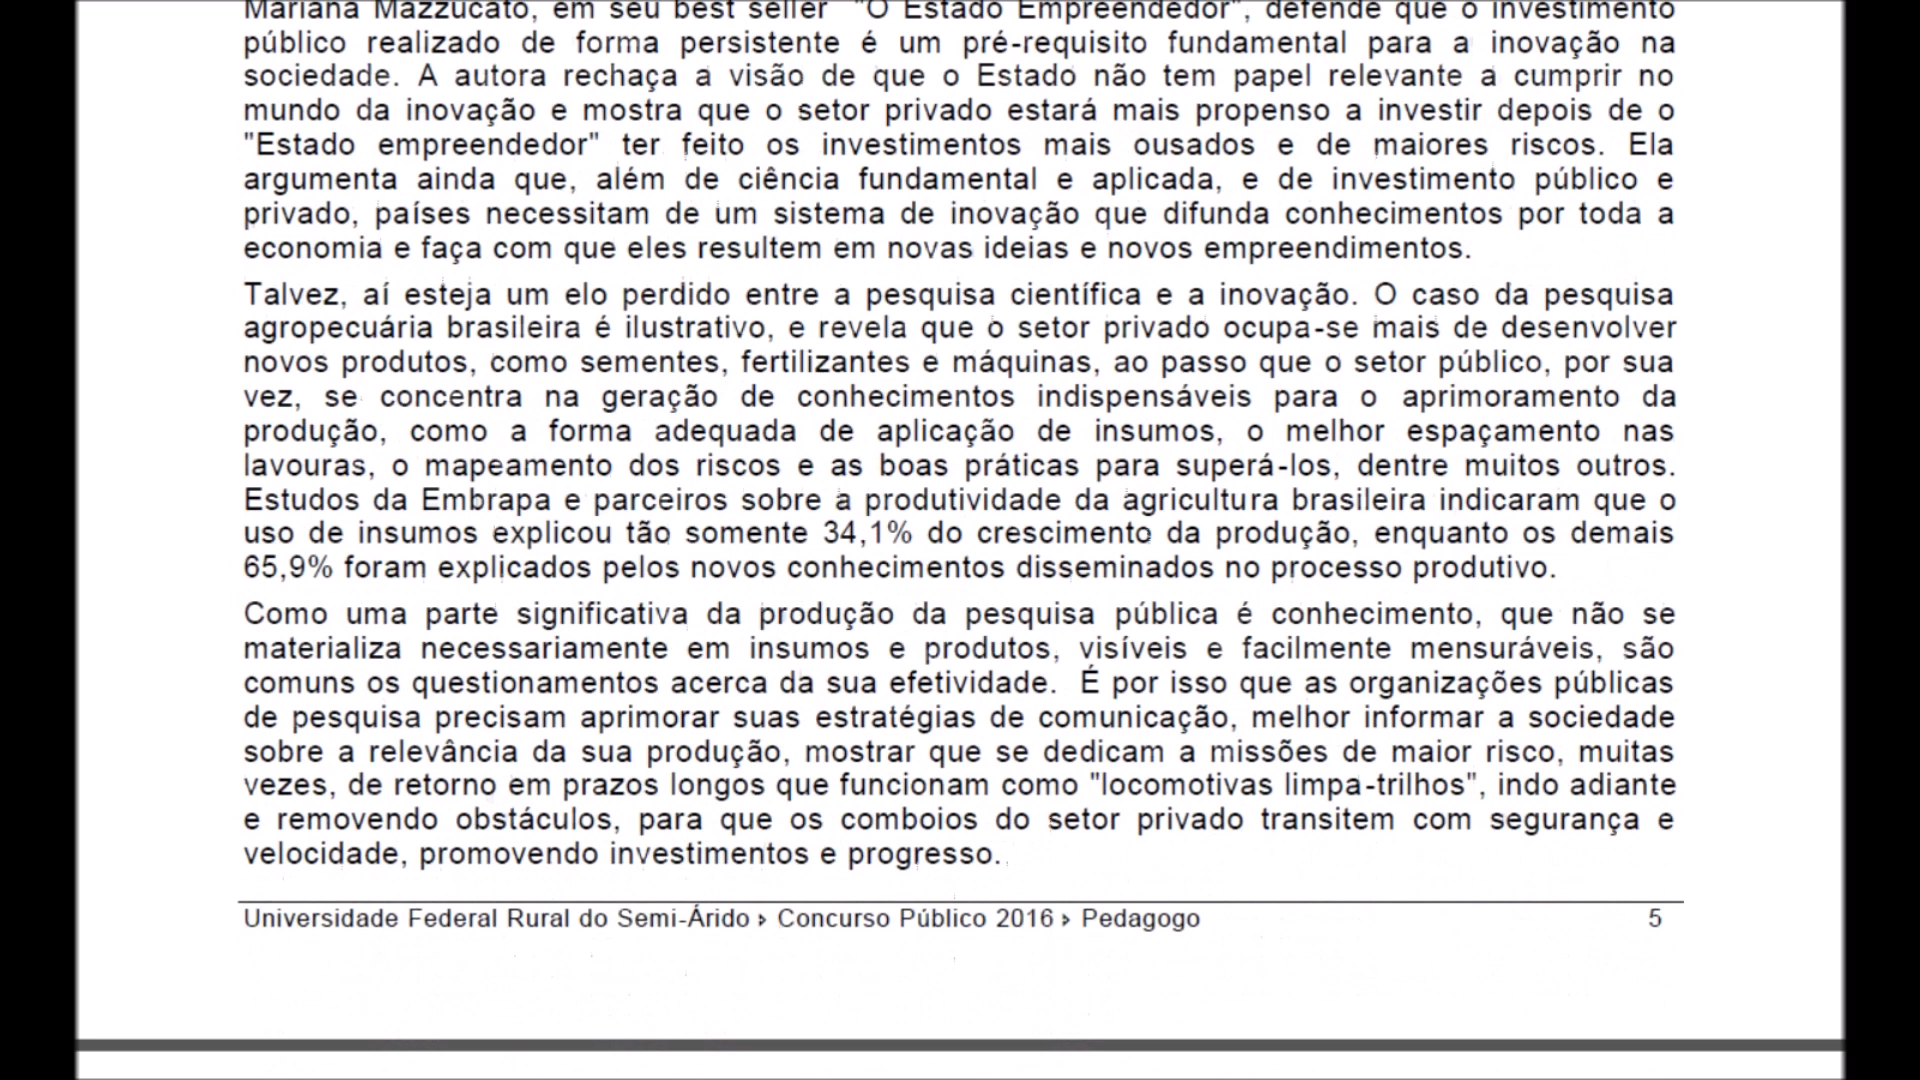 Mariana Mazzucato, em seu best seller "O Estado Empreendedor", defende que o investimento
público realizado de forma persistente é um pré-requisito fundamental para a inovação na
sociedade. A autora rechaça a visão de que o Estado não tem papel relevante a cumprir no
mundo da inovação e mostra que o setor privado estará mais propenso a investir depois de o
"Estado empreendedor" ter feito os investimentos mais ousados e de maiores riscos. Ela
argumenta ainda que, além de ciência fundamental e aplicada, e de investimento público e
privado, países necessitam de um sistema de inovação que difunda conhecimentos por toda a
economia e faça com que eles resultem em novas ideias e novos empreendimentos.
Talvez, aí esteja um elo perdido entre a pesquisa científica e a inovação. O caso da pesquisa
agropecuária brasileira é ilustrativo, e revela que o setor privado ocupa-se mais de desenvolver
novos produtos, como sementes, fertilizantes e máquinas, ao passo que o setor público, por sua
vez, se concentra na geração de conhecimentos indispensáveis para o aprimoramento da
produção, como a forma adequada de aplicação de insumos, o melhor espaçamento nas
lavouras, o mapeamento dos riscos e as boas práticas para superá-los, dentre muitos outros.
Estudos da Embrapa e parceiros sobre a produtividade da agricultura brasileira indicaram que o
uso de insumos explicou tão somente 34,1% do crescimento da produção, enquanto os demais
65,9% foram explicados pelos novos conhecimentos disseminados no processo produtivo.
Como uma parte significativa da produção da pesquisa pública é conhecimento, que não se
materializa necessariamente em insumos e produtos, visíveis e facilmente mensuráveis, são
comuns os questionamentos acerca da sua efetividade. É por isso que as organizações públicas
de pesquisa precisam aprimorar suas estratégias de comunicação, melhor informar a sociedade
sobre a relevância da sua produção, mostrar que se dedicam a missões de maior risco, muitas
vezes, de retorno em prazos longos que funcionam como "locomotivas limpa-trilhos", indo adiante
e removendo obstáculos, para que os comboios do setor privado transitem com segurança e
velocidade, promovendo investimentos e progresso.
Universidade Federal Rural do Semi-Árido ▸ Concurso Público 2016 ▸ Pedagogo 5